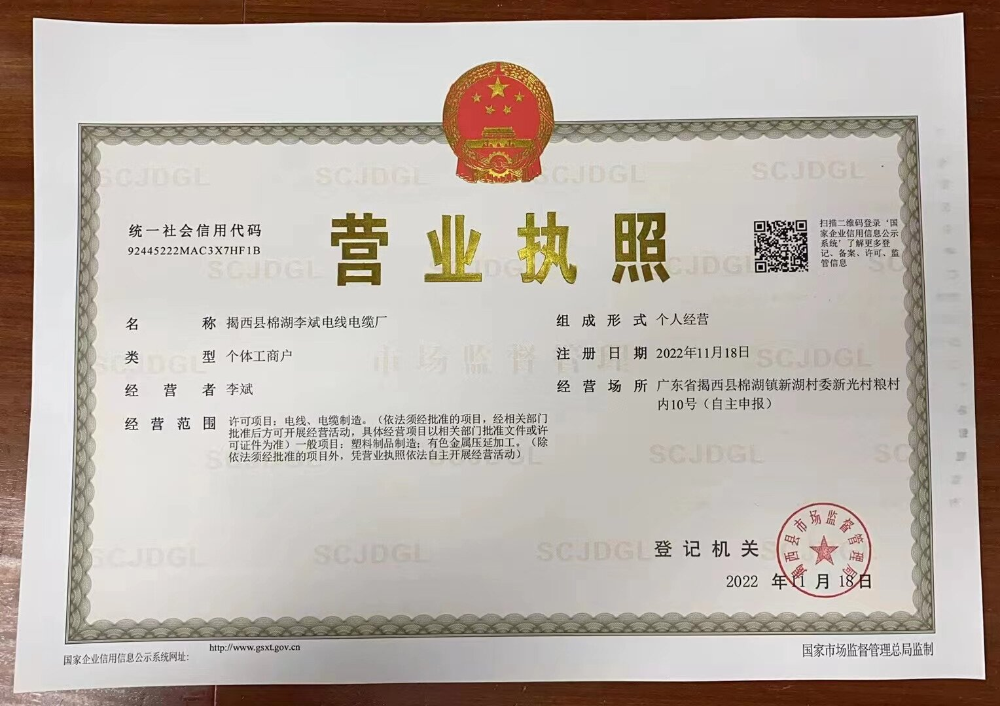 统一社会信用代码
92445222MAC3X7HF1B
营业执照
扫描二维码登录‘国
家企业信用信息公示
系统’了解更多登
记、备案、许可、监
管信息
名称 揭西县棉湖李斌电线电缆厂
类型 个体工商户
经营者 李斌
经营范围 许可项目：电线、电缆制造。（依法须经批准的项目，经相关部门
批准后方可开展经营活动，具体经营项目以相关部门批准文件或许
可证件为准）一般项目：塑料制品制造；有色金属压延加工。（除
依法须经批准的项目外，凭营业执照依法自主开展经营活动）
组成形式 个人经营
注册日期 2022年11月18日
经营场所 广东省揭西县棉湖镇新湖村委新光村粮村
内10号（自主申报）
市场监督管理
SCJDGL
登记机关
揭西县市场监督管理局
2022 年 11 月 18 日
国家企业信用信息公示系统网址：
http://www.gsxt.gov.cn
国家市场监督管理总局监制